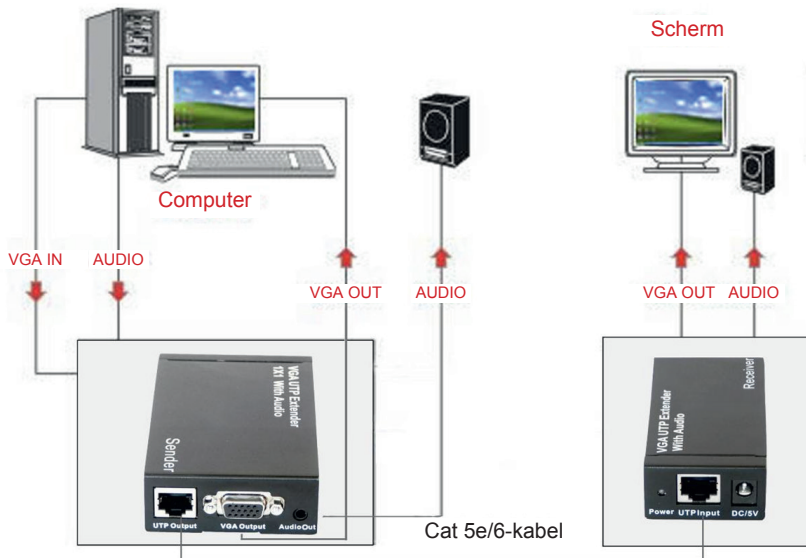 Scherm
Computer
VGA IN
AUDIO
VGA OUT
AUDIO
VGA OUT
AUDIO
VGA UTP Extender
1X1 With Audio
Sender
UTP Output
VGA Output
AudioOut
Cat 5e/6-kabel
Receiver
VGA UTP Extender
With Audio
Power
UTP Input
DC/5V